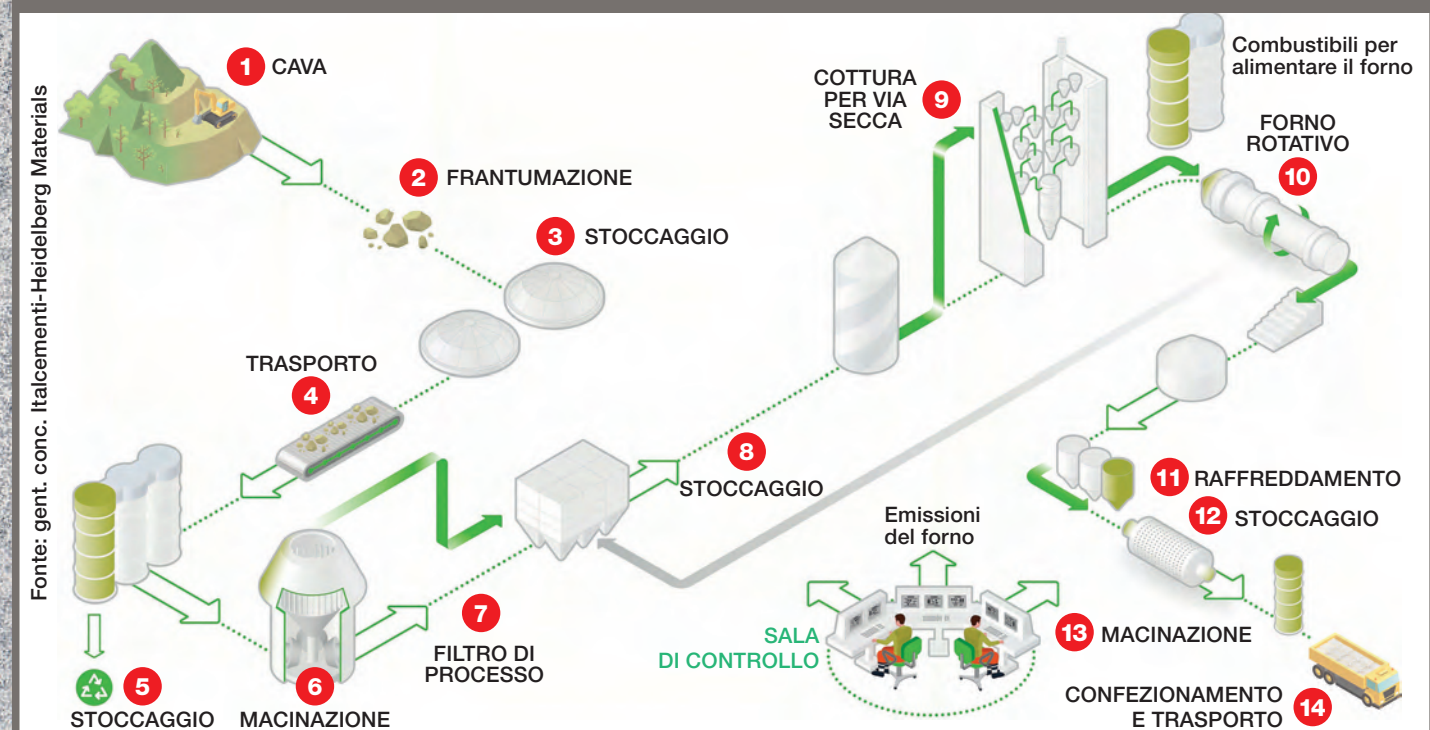 Fonte: gent. conc. Italcementi-Heidelberg Materials
1 CAVA
2 FRANTUMAZIONE
3 STOCCAGGIO
TRASPORTO
4
5
STOCCAGGIO
6
MACINAZIONE
7
FILTRO DI
PROCESSO
8
STOCCAGGIO
COTTURA
PER VIA
SECCA
9
Combustibili per
alimentare il forno
FORNO
ROTATIVO
10
11 RAFFREDDAMENTO
12 STOCCAGGIO
Emissioni
del forno
SALA
DI CONTROLLO
13 MACINAZIONE
CONFEZIONAMENTO
E TRASPORTO
14